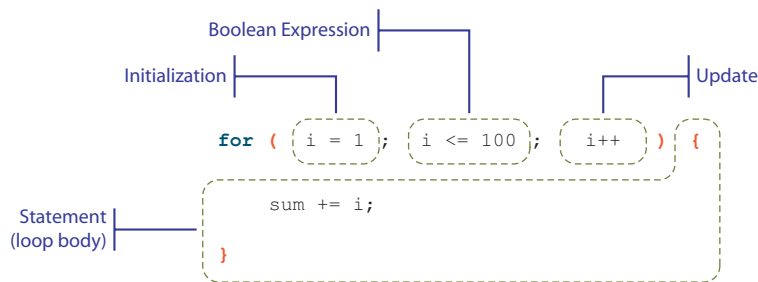 Boolean Expression
Initialization
Update
for ( i = 1; i <= 100; i++ ) {
sum += i;
Statement
(loop body)
}